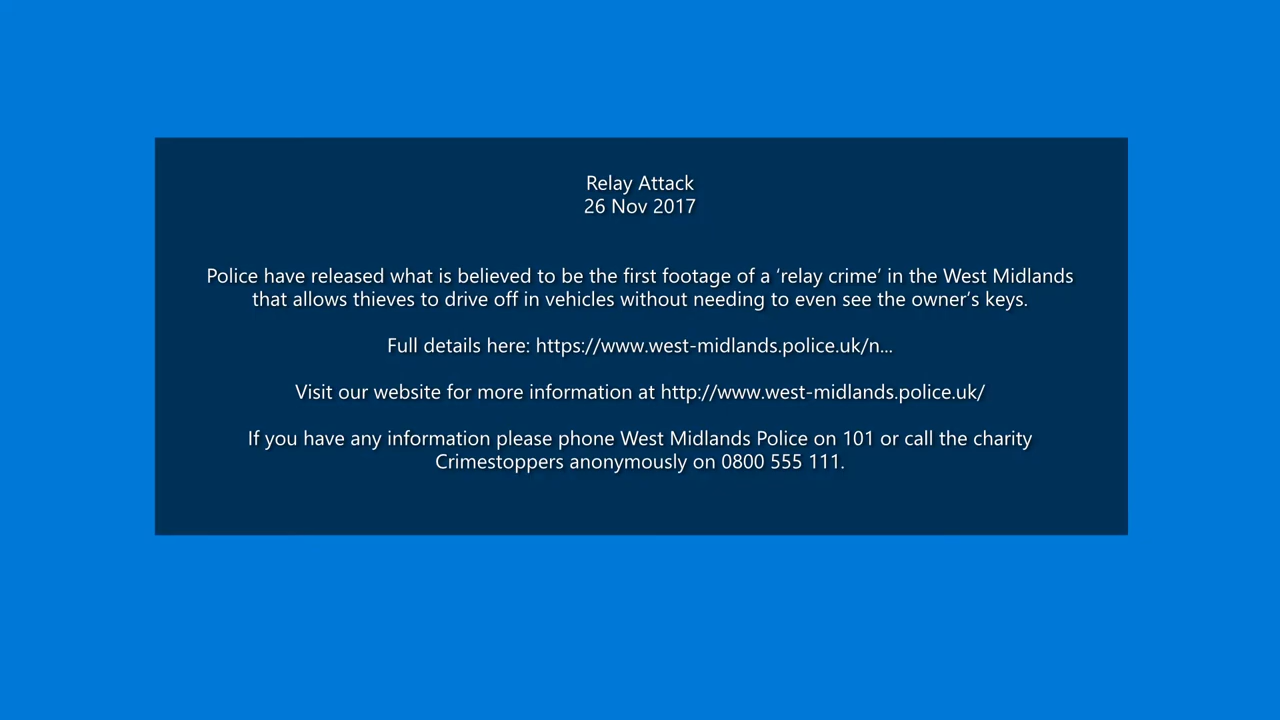 Relay Attack
26 Nov 2017
Police have released what is believed to be the first footage of a ‘relay crime’ in the West Midlands
that allows thieves to drive off in vehicles without needing to even see the owner’s keys.
Full details here: https://www.west-midlands.police.uk/n...
Visit our website for more information at http://www.west-midlands.police.uk/
If you have any information please phone West Midlands Police on 101 or call the charity
Crimestoppers anonymously on 0800 555 111.